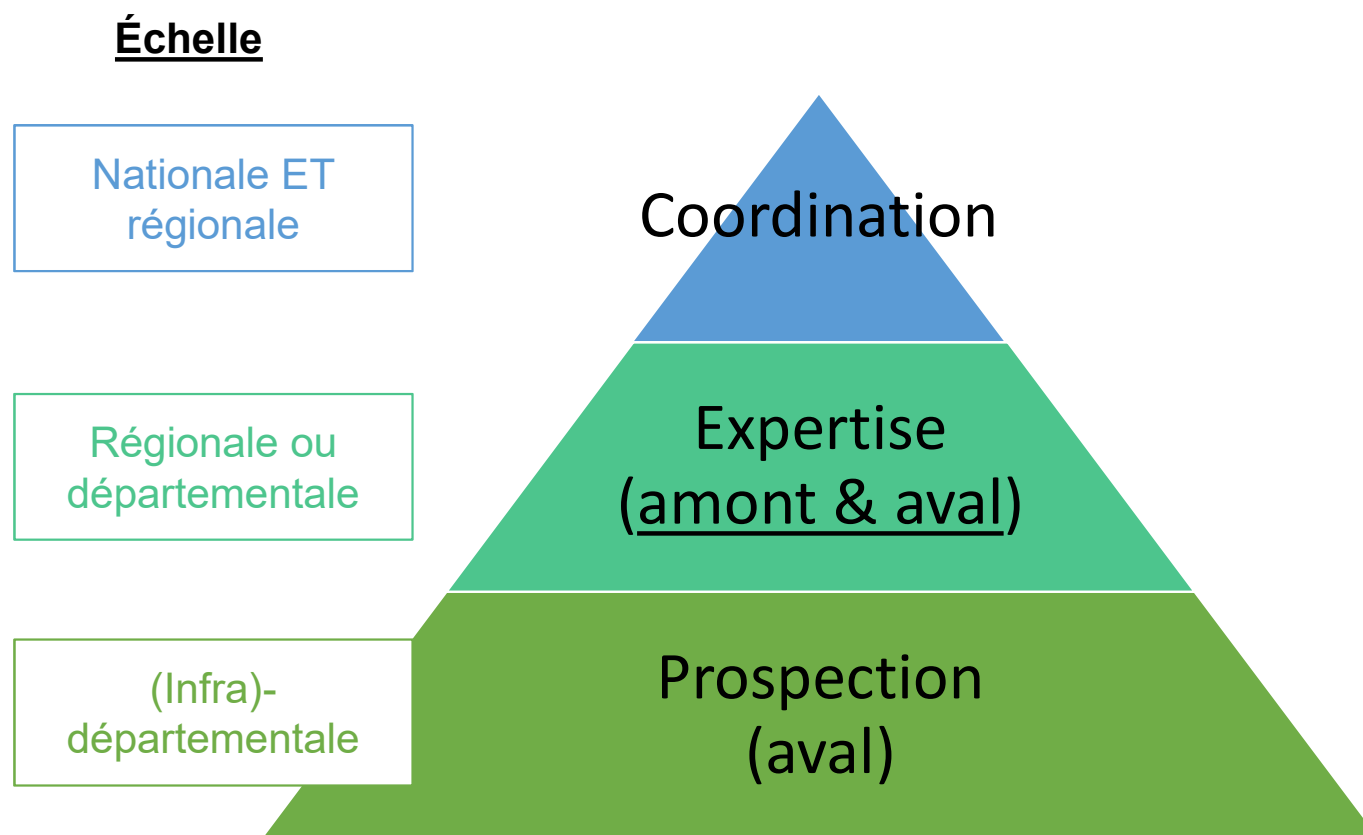 Échelle
Nationale ET
régionale
Coordination
Régionale ou
départementale
Expertise
(amont & aval)
(Infra)-
départementale
Prospection
(aval)